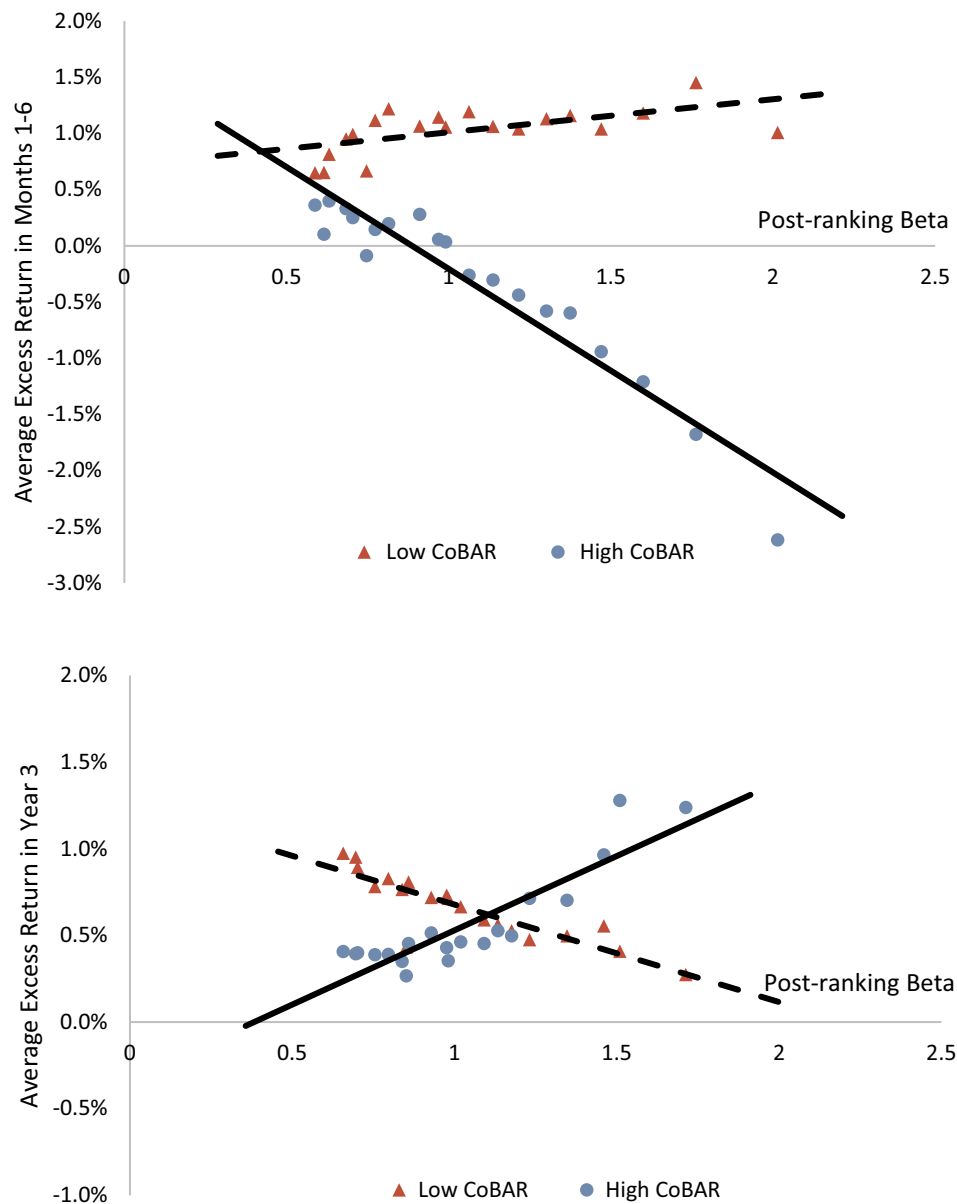 2.0%
1.5%
1.0%
0.5%
0.0%
-0.5%
-1.0%
-1.5%
-2.0%
-2.5%
-3.0%
Average Excess Return in Months 1-6
Post-ranking Beta
0 0.5 1 1.5 2 2.5
Low CoBAR High CoBAR
2.0%
1.5%
1.0%
0.5%
0.0%
-0.5%
-1.0%
Average Excess Return in Year 3
Post-ranking Beta
0 0.5 1 1.5 2 2.5
Low CoBAR High CoBAR